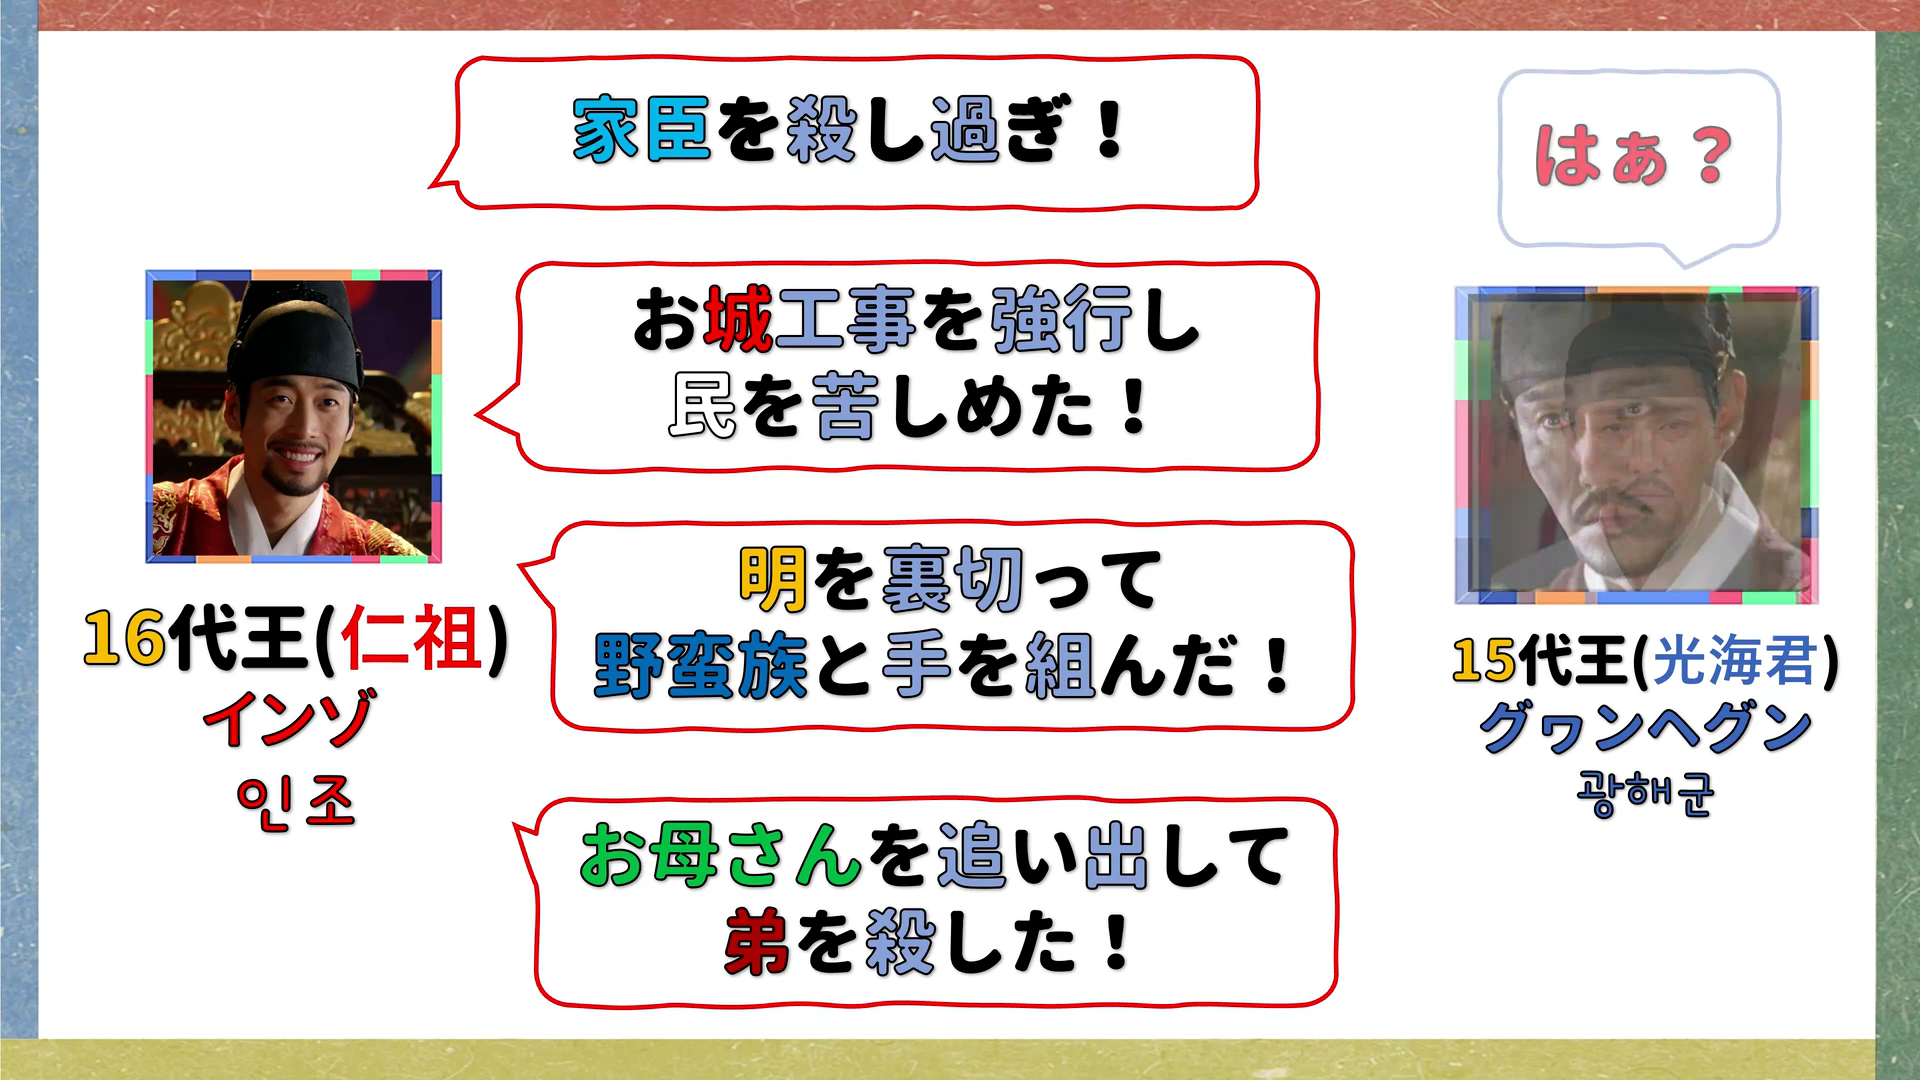 家臣を殺し過ぎ！
はぁ？
お城工事を強行し
民を苦しめた！
明を裏切って
野蛮族と手を組んだ！
お母さんを追い出して
弟を殺した！
16代王(仁祖)
インゾ
인조
15代王(光海君)
グヮンヘグン
광해군